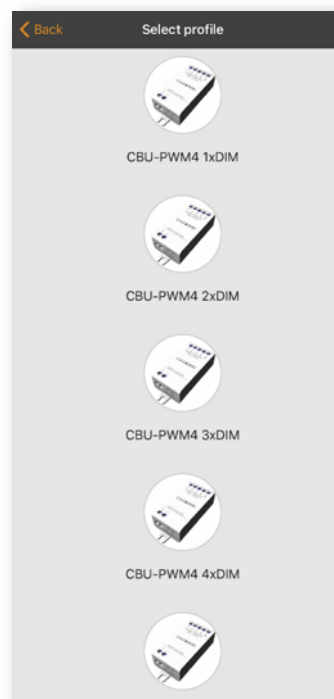 Back
Select profile
CBU-PWM4 1xDIM
CBU-PWM4 2xDIM
CBU-PWM4 3xDIM
CBU-PWM4 4xDIM